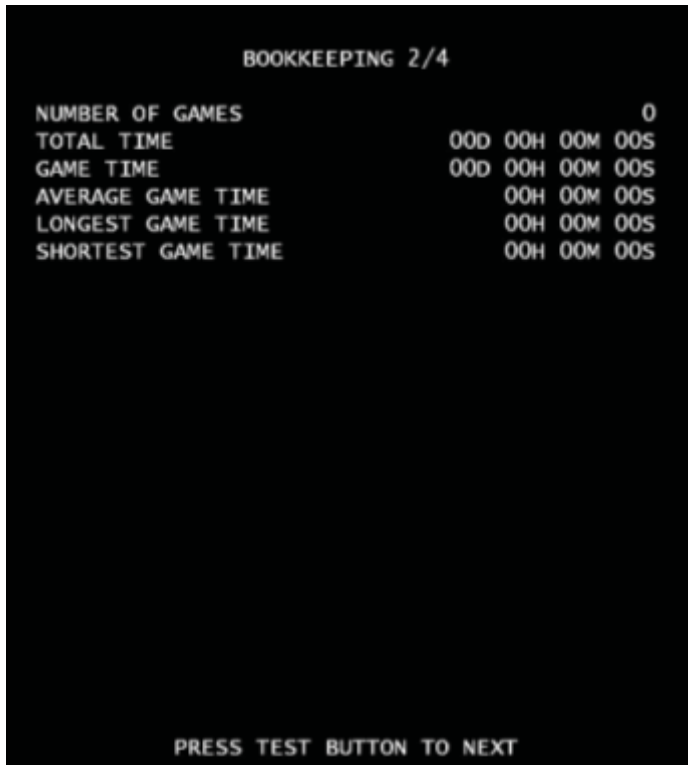 BOOKKEEPING 2/4
NUMBER OF GAMES 0
TOTAL TIME 00D 00H 00M 00S
GAME TIME 00D 00H 00M 00S
AVERAGE GAME TIME 00H 00M 00S
LONGEST GAME TIME 00H 00M 00S
SHORTEST GAME TIME 00H 00M 00S
PRESS TEST BUTTON TO NEXT